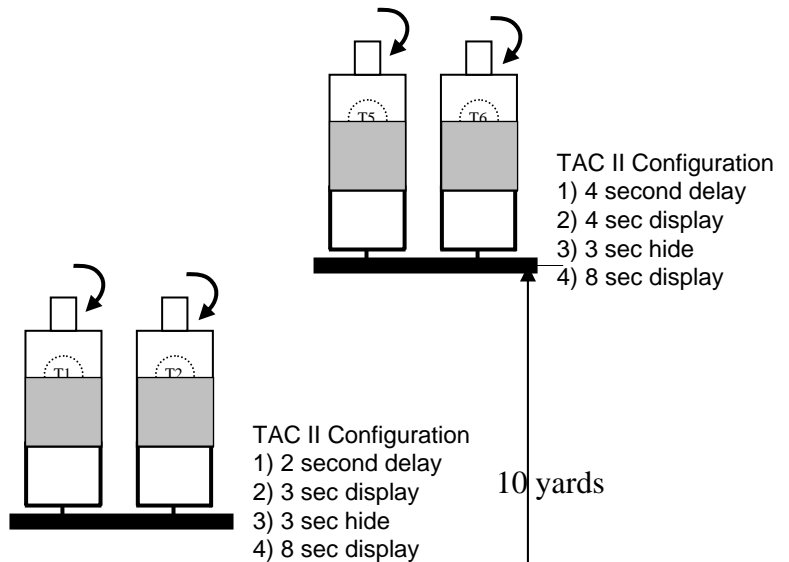 T5 T6
TAC II Configuration
1) 4 second delay
2) 4 sec display
3) 3 sec hide
4) 8 sec display
T1 T2
TAC II Configuration
1) 2 second delay
2) 3 sec display
3) 3 sec hide
4) 8 sec display
10 yards